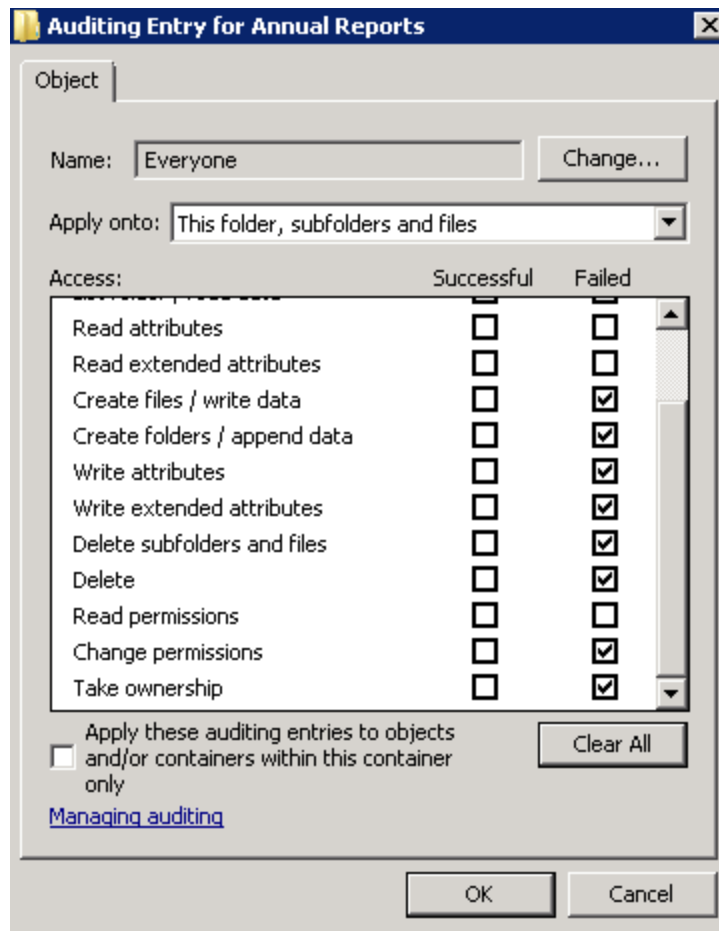 Auditing Entry for Annual Reports
Object
Name: Everyone Change...
Apply onto: This folder, subfolders and files
Access: Successful Failed
Read attributes
Read extended attributes
Create files / write data
Create folders / append data
Write attributes
Write extended attributes
Delete subfolders and files
Delete
Read permissions
Change permissions
Take ownership
Apply these auditing entries to objects
and/or containers within this container
only
Clear All
Managing auditing
OK Cancel